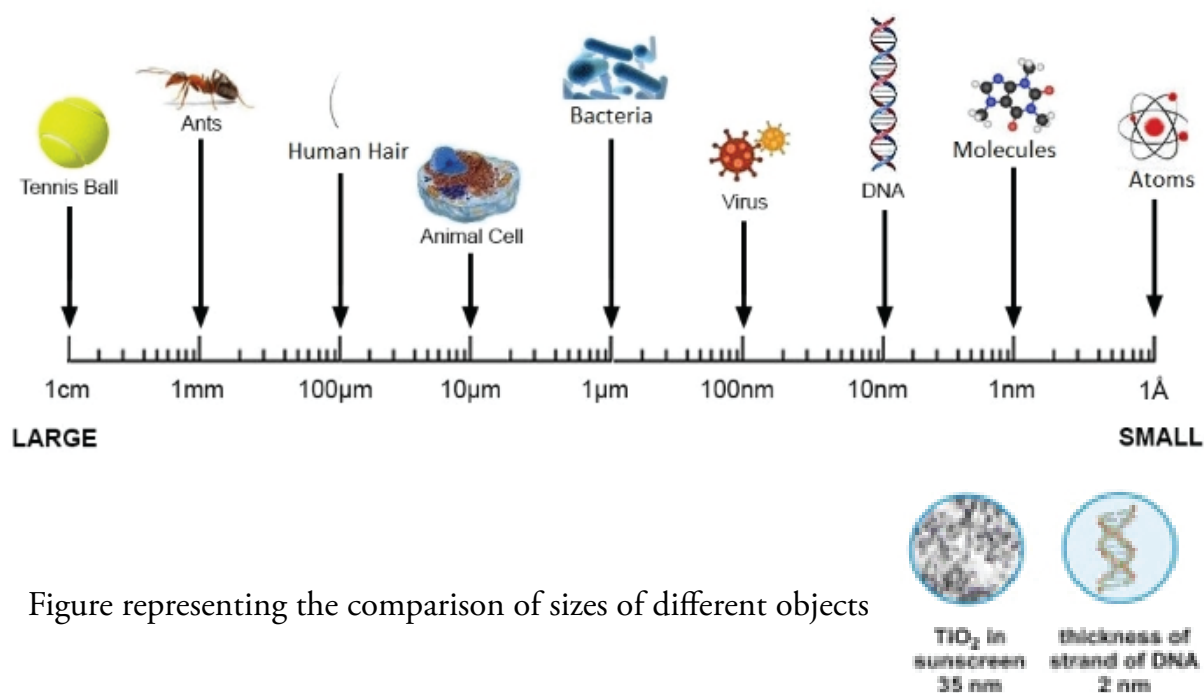 Tennis Ball
Ants
Human Hair
Animal Cell
Bacteria
Virus
DNA
Molecules
Atoms
1cm 1mm 100µm 10µm 1µm 100nm 10nm 1nm 1Å
LARGE SMALL
Figure representing the comparison of sizes of different objects
TiO₂ in
sunscreen
35 nm
thickness of
strand of DNA
2 nm